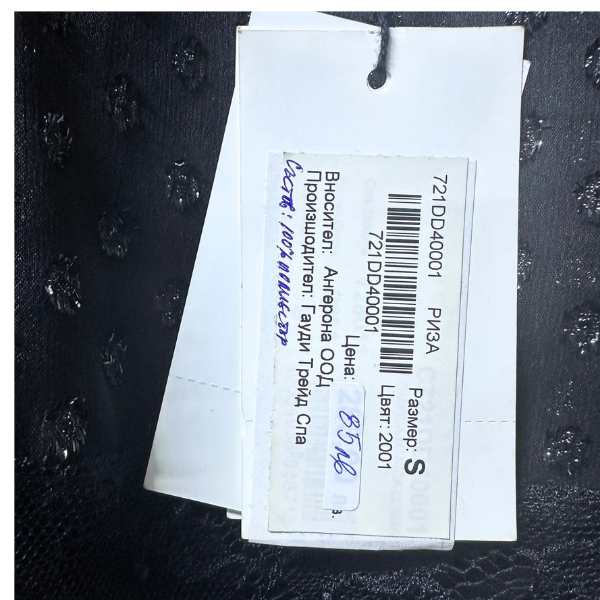 721DD40001 РИЗА
Размер: S
721DD40001
Цвят: 2001
Цена: 285лв
Вносител: Ангерона ООД
Производител: Гауди Трейд Спа
Състав: 100% полиестер